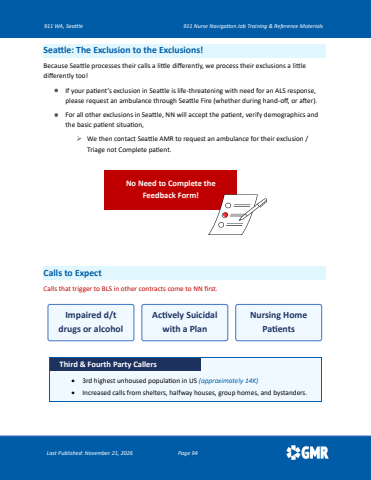 911 WA, Seattle
911 Nurse Navigation Job Training & Reference Materials
Seattle: The Exclusion to the Exclusions!
Because Seattle processes their calls a little differently, we process their exclusions a little
differently too!
● If your patient's exclusion in Seattle is life-threatening with need for an ALS response,
please request an ambulance through Seattle Fire (whether during hand-off, or after).
● For all other exclusions in Seattle, NN will accept the patient, verify demographics and
the basic patient situation,
➢ We then contact Seattle AMR to request an ambulance for their exclusion /
Triage not Complete patient.
No Need to Complete the
Feedback Form!
Calls to Expect
Calls that trigger to BLS in other contracts come to NN first.
Impaired d/t
drugs or alcohol
Actively Suicidal
with a Plan
Nursing Home
Patients
Third & Fourth Party Callers
• 3rd highest unhoused population in US (approximately 14K)
• Increased calls from shelters, halfway houses, group homes, and bystanders.
Last Published: November 21, 2026
Page 94
GMR